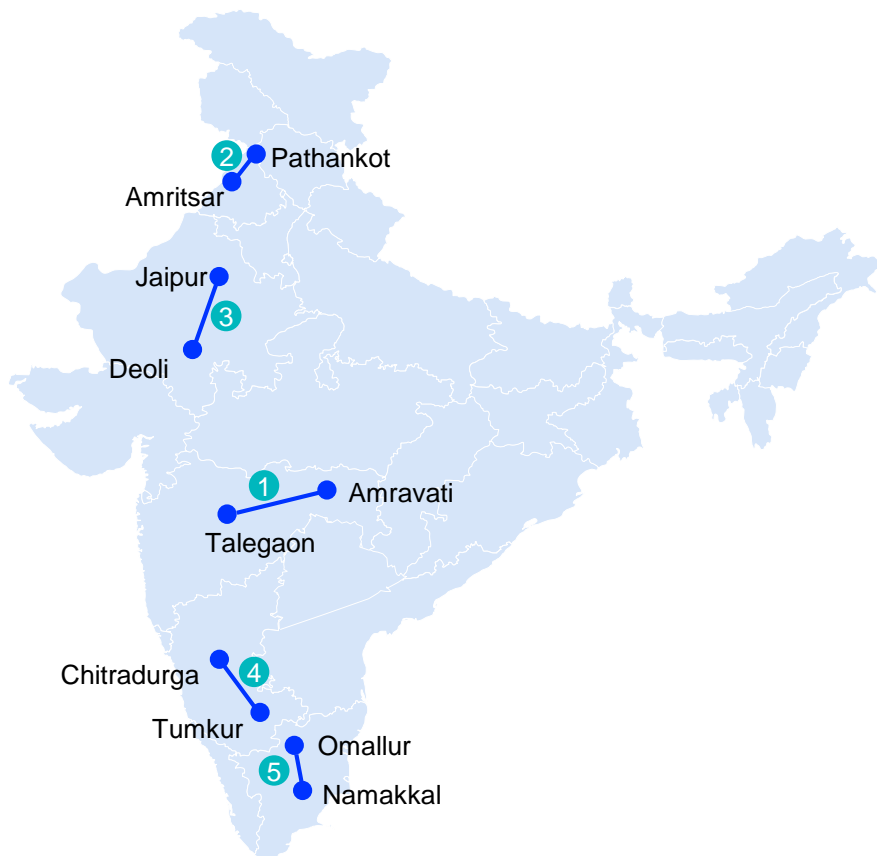 2
Pathankot
Amritsar
Jaipur
3
Deoli
1
Amravati
Talegaon
Chitradurga
4
Tumkur
Omallur
5
Namakkal